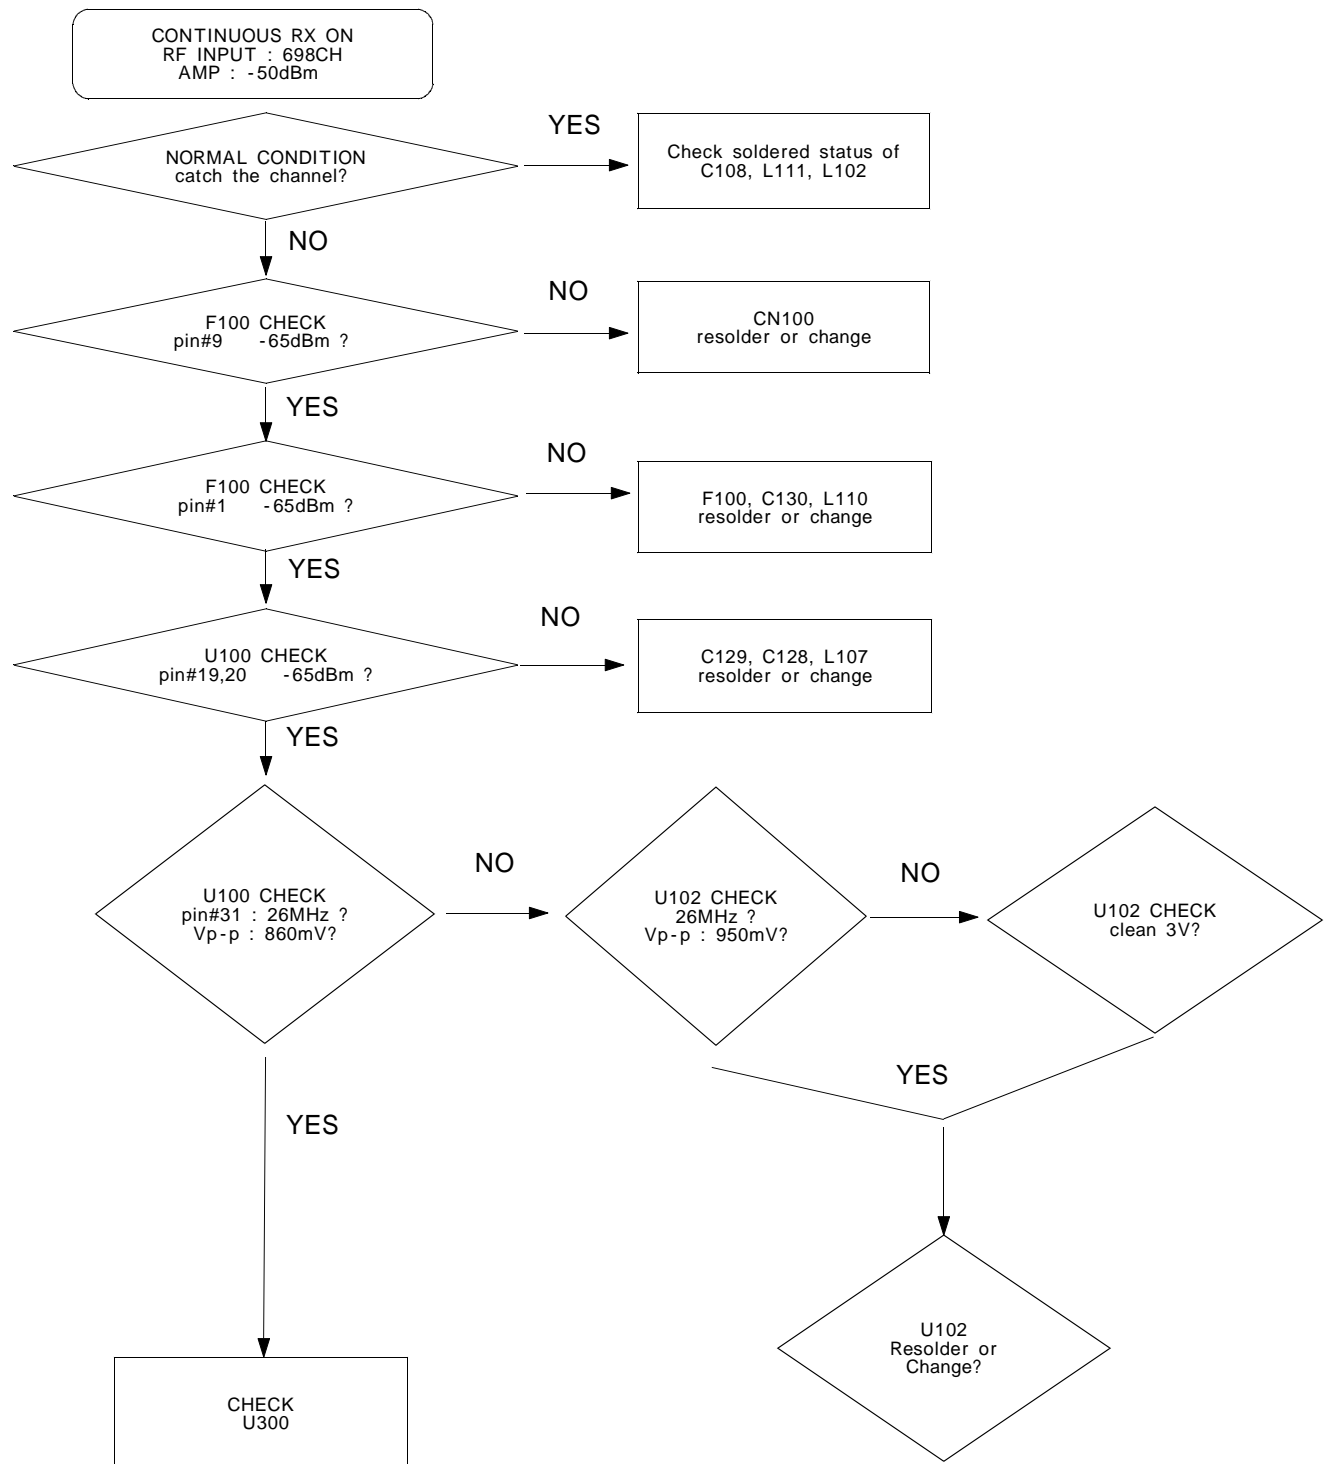 CONTINUOUS RX ON
RF INPUT : 698CH
AMP : -50dBm
NORMAL CONDITION
catch the channel?
YES
Check soldered status of
C108, L111, L102
NO
F100 CHECK
pin#9 -65dBm ?
NO
CN100
resolder or change
YES
F100 CHECK
pin#1 -65dBm ?
NO
F100, C130, L110
resolder or change
YES
U100 CHECK
pin#19,20 -65dBm ?
NO
C129, C128, L107
resolder or change
YES
U100 CHECK
pin#31 : 26MHz ?
Vp-p : 860mV?
NO
U102 CHECK
26MHz ?
Vp-p : 950mV?
NO
U102 CHECK
clean 3V?
YES
YES
U102
Resolder or
Change?
CHECK
U300